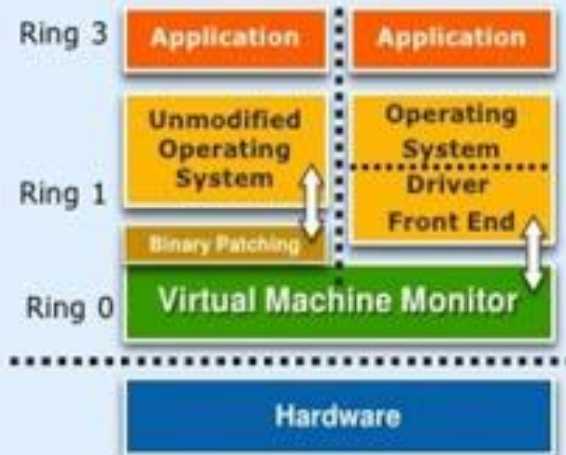 Ring 3
Application
Application
Unmodified
Operating
System
Operating
System
Driver
Front End
Ring 1
Binary Patching
Ring 0
Virtual Machine Monitor
Hardware